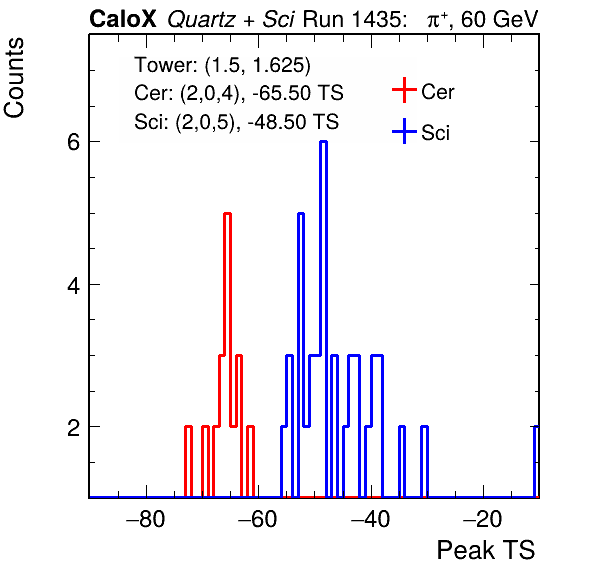 CaloX Quartz + Sci Run 1435: π⁺, 60 GeV
Counts
Tower: (1.5, 1.625)
Cer: (2,0,4), -65.50 TS
Sci: (2,0,5), -48.50 TS
Cer
Sci
6
4
2
−80 −60 −40 −20
Peak TS